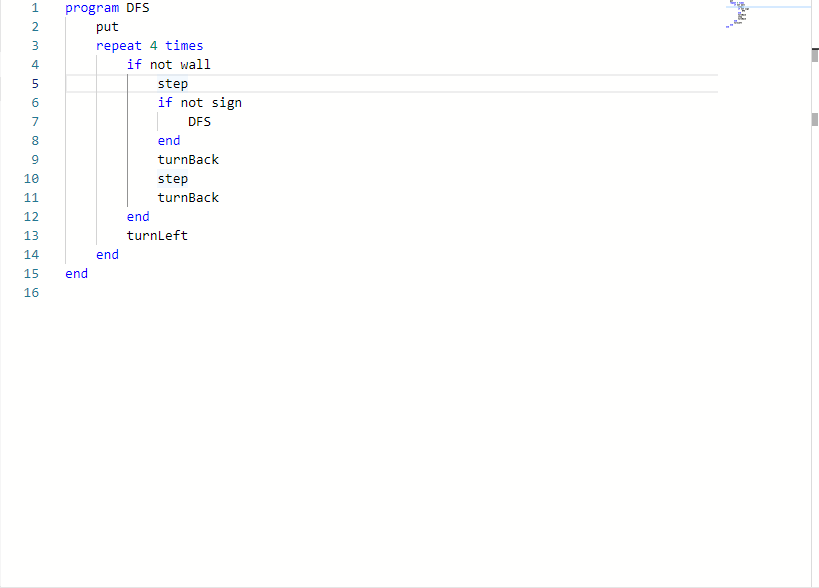 1 program DFS
2 put
3 repeat 4 times
4 if not wall
5 step
6 if not sign
7 DFS
8 end
9 turnBack
10 step
11 turnBack
12 end
13 turnLeft
14 end
15 end
16